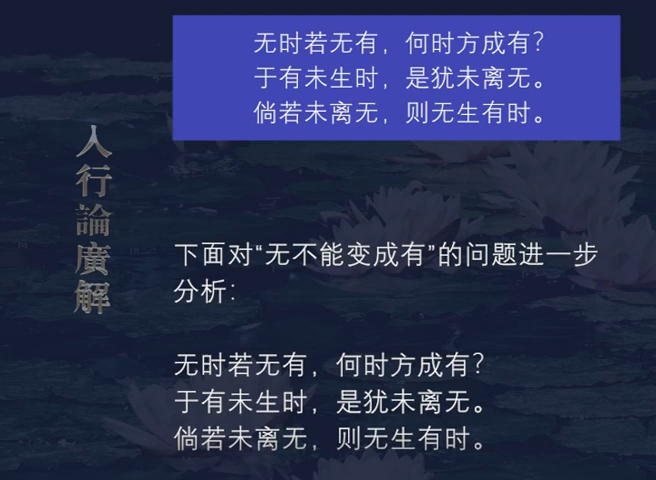 无时若无有，何时方成有？
于有未生时，是犹未离无。
倘若未离无，则无生有时。
入行論廣解
下面对“无不能变成有”的问题进一步
分析：
无时若无有，何时方成有？
于有未生时，是犹未离无。
倘若未离无，则无生有时。